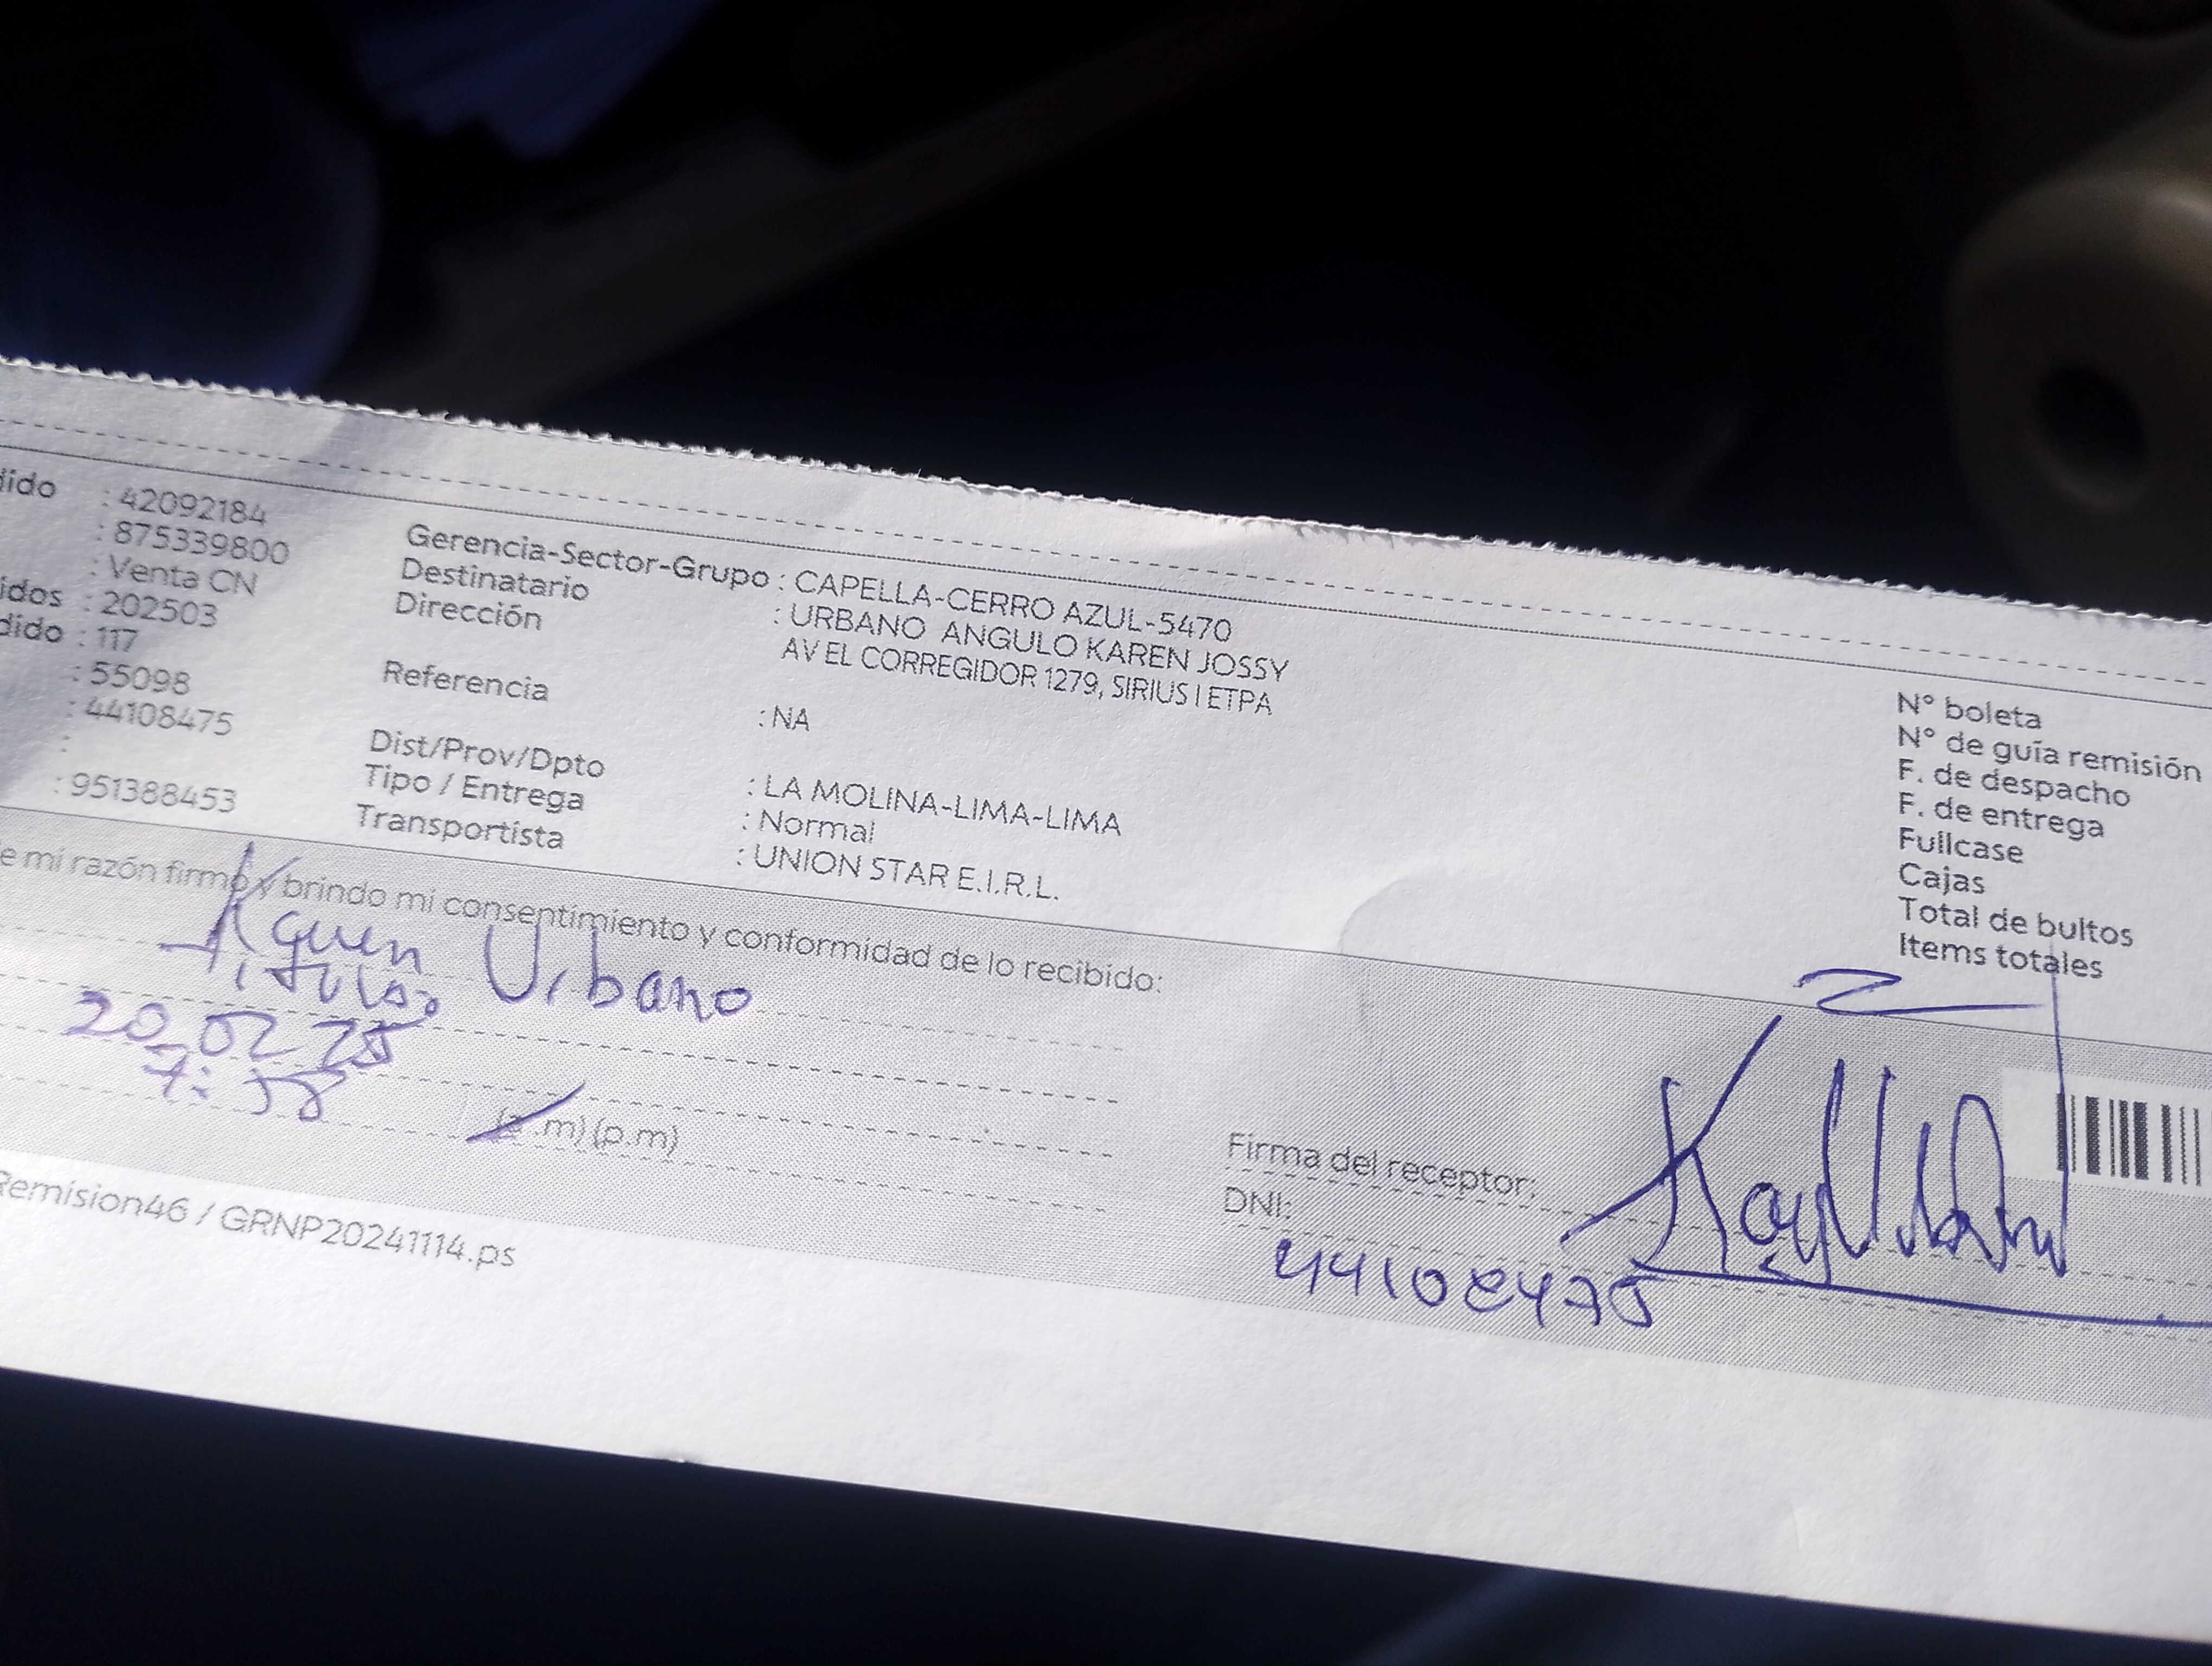 dido : 42092184
: 875339800
: Venta CN
idos : 202503
dido : 117
: 55098
: 44108475
:
: 951388453
Gerencia-Sector-Grupo : CAPELLA-CERRO AZUL-5470
Destinatario : URBANO ANGULO KAREN JOSSY
Dirección AV EL CORREGIDOR 1279, SIRIUS I ETPA
Referencia : NA
Dist/Prov/Dpto : LA MOLINA-LIMA-LIMA
Tipo / Entrega : Normal
Transportista : UNION STAR E.I.R.L.
N° boleta
N° de guía remisión
F. de despacho
F. de entrega
Fullcase
Cajas
Total de bultos
Items totales
e mi razón firmo y brindo mi consentimiento y conformidad de lo recibido:
Karen Urbano
Titular
20 02 25
7:58 (a.m) (p.m)
Firma del receptor:
DNI:
44108475
Remision46 / GRNP20241114.ps